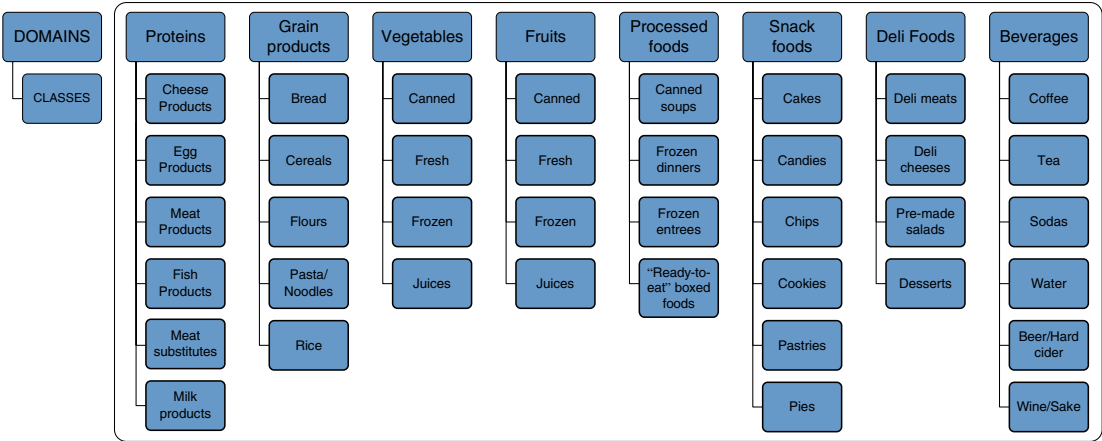 DOMAINS
CLASSES
Proteins
Cheese
Products
Egg
Products
Meat
Products
Fish
Products
Meat
substitutes
Milk
products
Grain
products
Bread
Cereals
Flours
Pasta/
Noodles
Rice
Vegetables
Canned
Fresh
Frozen
Juices
Fruits
Canned
Fresh
Frozen
Juices
Processed
foods
Canned
soups
Frozen
dinners
Frozen
entrees
“Ready-to-
eat” boxed
foods
Snack
foods
Cakes
Candies
Chips
Cookies
Pastries
Pies
Deli Foods
Deli meats
Deli
cheeses
Pre-made
salads
Desserts
Beverages
Coffee
Tea
Sodas
Water
Beer/Hard
cider
Wine/Sake